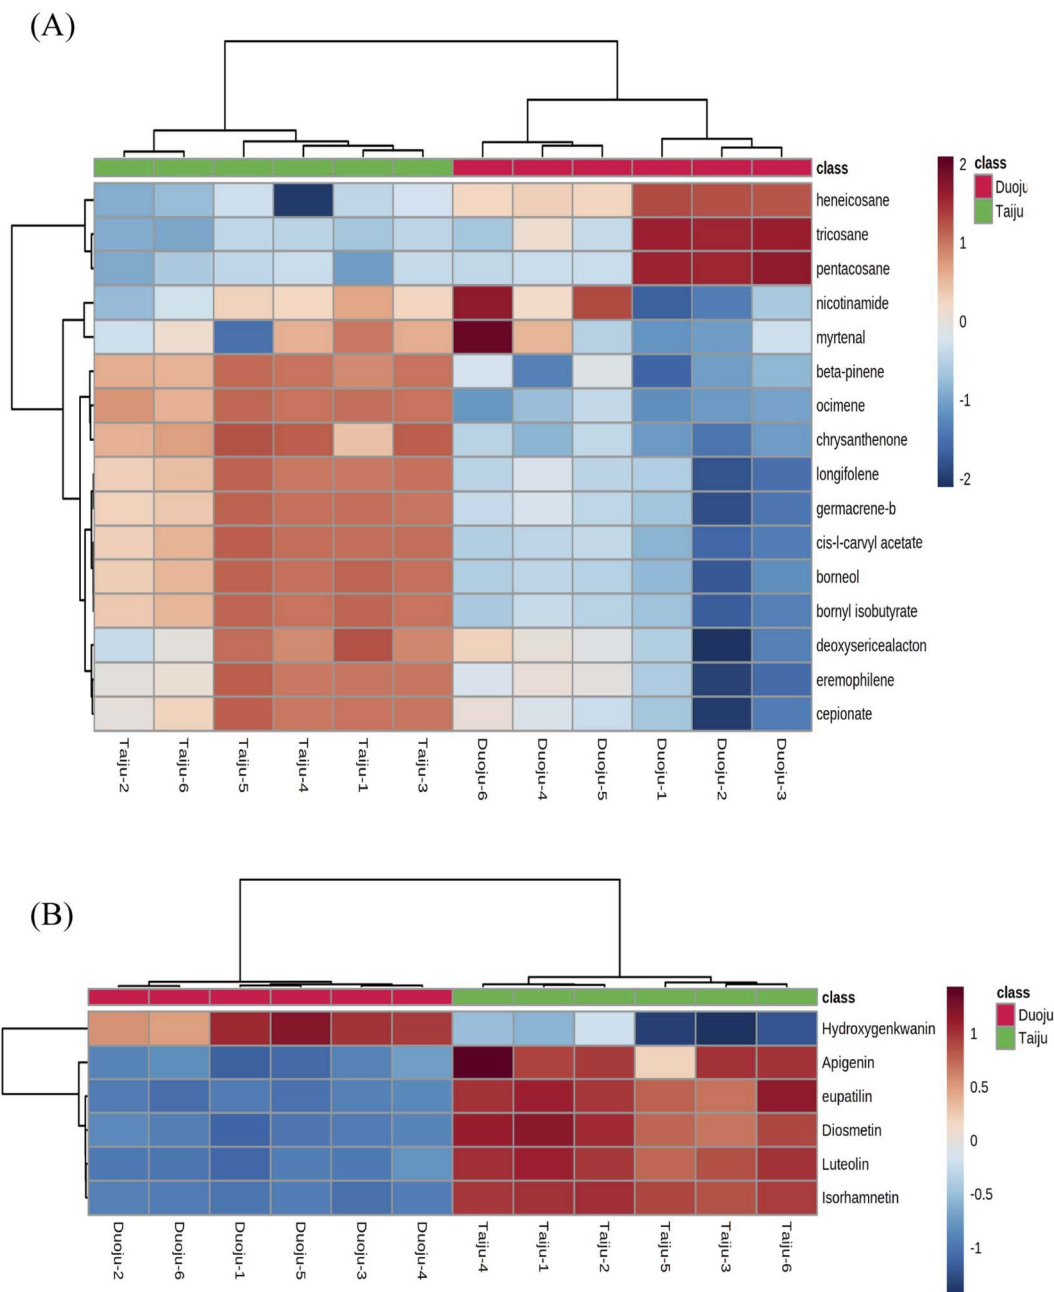 (A)
class
heneicosane
tricosane
pentacosane
nicotinamide
myrtenal
beta-pinene
ocimene
chrysanthenone
longifolene
germacrene-b
cis-l-carvyl acetate
borneol
bornyl isobutyrate
deoxysericealacton
eremophilene
cepionate
2
1
0
-1
-2
class
Duoju
Taiju
Taiju-2
Taiju-6
Taiju-5
Taiju-4
Taiju-1
Taiju-3
Duoju-6
Duoju-4
Duoju-5
Duoju-1
Duoju-2
Duoju-3
(B)
class
Hydroxygenkwanin
Apigenin
eupatilin
Diosmetin
Luteolin
Isorhamnetin
1
0.5
0
-0.5
-1
class
Duoju
Taiju
Duoju-2
Duoju-6
Duoju-1
Duoju-5
Duoju-3
Duoju-4
Taiju-4
Taiju-1
Taiju-2
Taiju-5
Taiju-3
Taiju-6